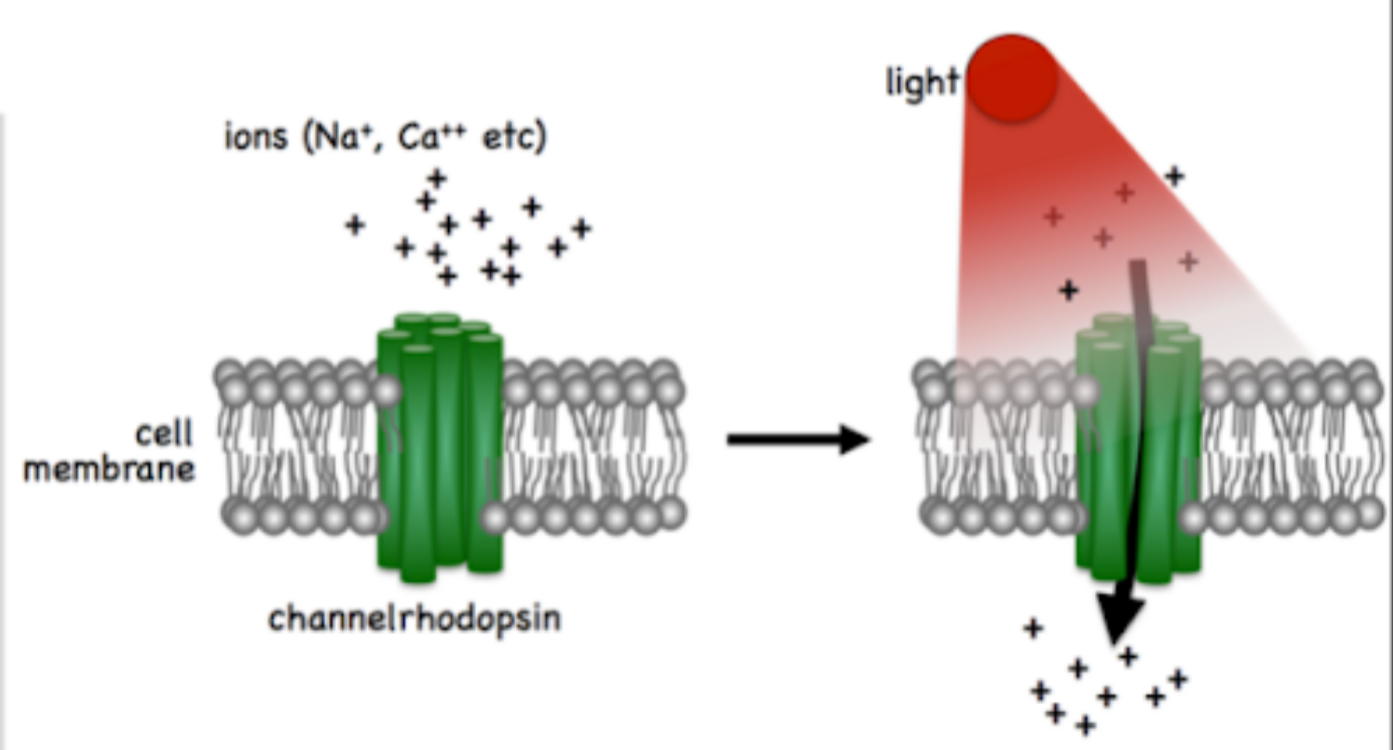 ions (Na⁺, Ca⁺⁺ etc)
light
cell
membrane
channelrhodopsin